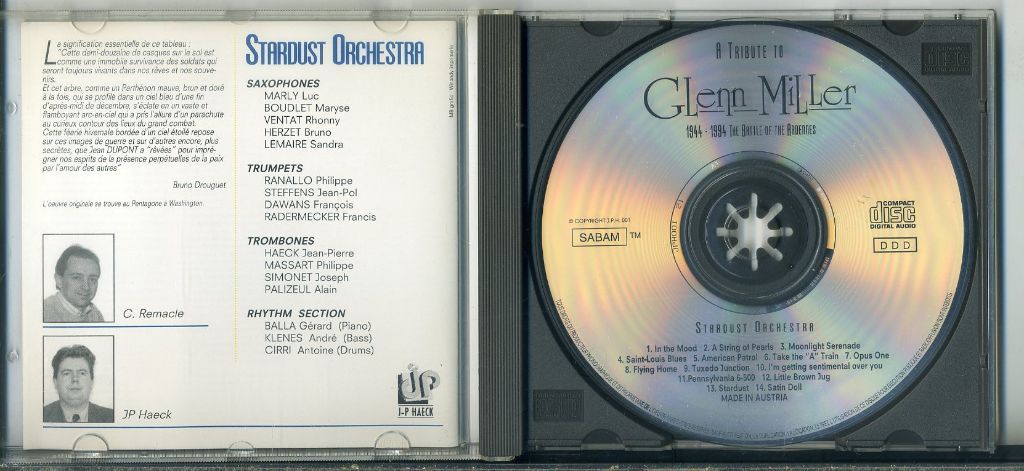 La signification essentielle de ce tableau :
"Cette demi-douzaine de casques sur le sol est
comme une immobile survivance des soldats qui
seront toujours vivants dans nos rêves et nos souve-
nirs.
Et cet arbre, comme un Parthénon mauve, brun et doré
à la fois, qui se profile dans un ciel bleu d'une fin
d'après-midi de décembre, s'éclate en un vaste et
flamboyant arc-en-ciel qui a pris l'allure d'un parachute
au curieux contour des lieux du grand combat.
Cette féerie hivernale bordée d'un ciel étoilé repose
sur ces images de guerre et sur d'autres encore, plus
secrètes, que Jean DUPONT a "rêvées" pour impré-
gner nos esprits de la présence perpétuelles de la paix
par l'amour des autres"
Bruno Drouguet
L'oeuvre originale se trouve au Pentagone à Washington.
C. Remacle
JP Haeck
STARDUST ORCHESTRA
SAXOPHONES
MARLY Luc
BOUDLET Maryse
VENTAT Rhonny
HERZET Bruno
LEMAIRE Sandra
TRUMPETS
RANALLO Philippe
STEFFENS Jean-Pol
DAWANS François
RADERMECKER Francis
TROMBONES
HAECK Jean-Pierre
MASSART Philippe
SIMONET Joseph
PALIZEUL Alain
RHYTHM SECTION
BALLA Gérard (Piano)
KLENES André (Bass)
CIRRI Antoine (Drums)
JP
J-P HAECK
A TRIBUTE TO
Glenn Miller
1944 - 1994 THE BATTLE OF THE ARDENNES
© COPYRIGHT J.P.H. 001
SABAM TM
JPH001
COMPACT
disc
DIGITAL AUDIO
DDD
STARDUST ORCHESTRA
1. In the Mood 2. A String of Pearls 3. Moonlight Serenade
4. Saint-Louis Blues 5. American Patrol 6. Take the "A" Train 7. Opus One
8. Flying Home 9. Tuxedo Junction 10. I'm getting sentimental over you
11.Pennsylvania 6-500 12. Little Brown Jug
13. Stardust 14. Satin Doll
MADE IN AUSTRIA